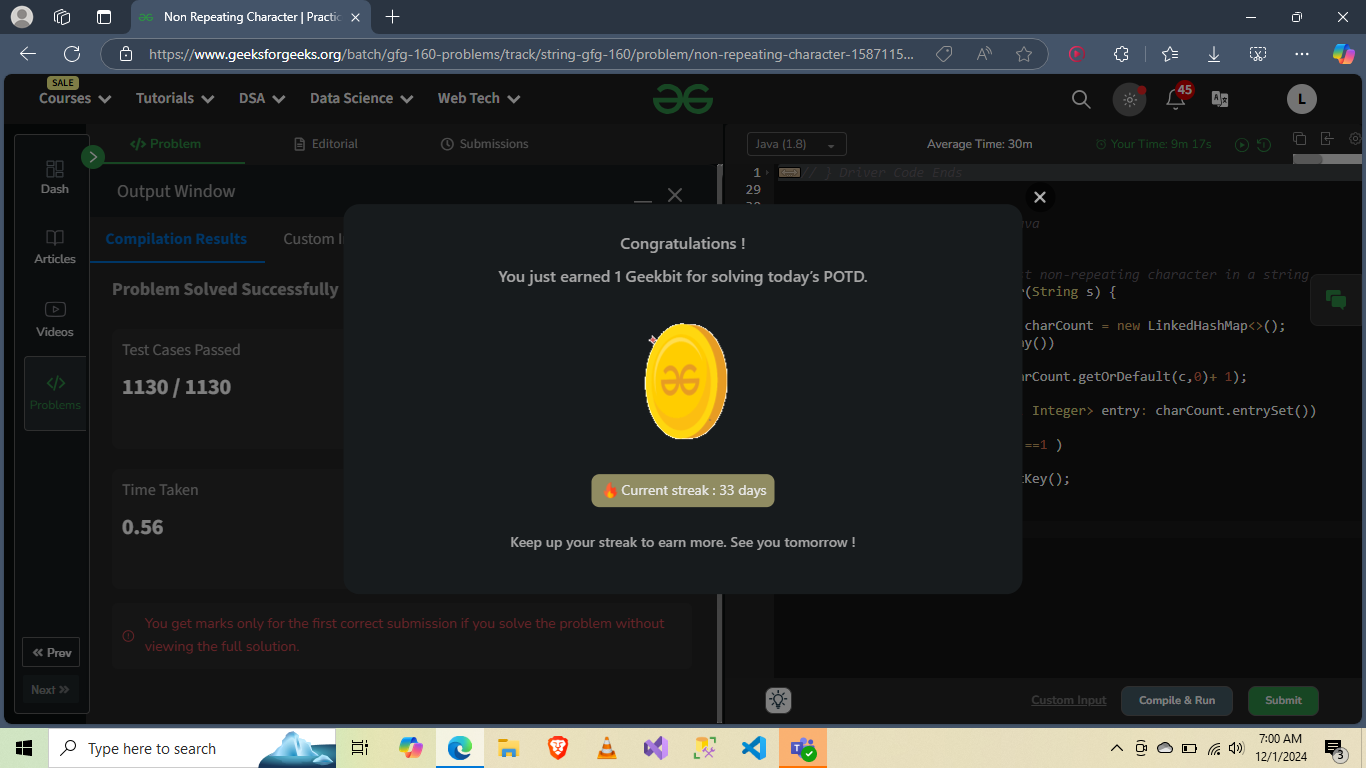 Non Repeating Character | Practic
https://www.geeksforgeeks.org/batch/gfg-160-problems/track/string-gfg-160/problem/non-repeating-character-1587115...
SALE
Courses
Tutorials
DSA
Data Science
Web Tech
45
L
Problem
Editorial
Submissions
Java (1.8)
Average Time: 30m
Your Time: 9m 17s
Dash
Articles
Videos
Problems
Prev
Next
Output Window
Compilation Results
Custom I
Problem Solved Successfully
Test Cases Passed
1130 / 1130
Time Taken
0.56
You get marks only for the first correct submission if you solve the problem without
viewing the full solution.
1
// } Driver Code Ends
29
Congratulations !
You just earned 1 Geekbit for solving today's POTD.
Current streak : 33 days
Keep up your streak to earn more. See you tomorrow !
non-repeating character in a string
(String s) {
charCount = new LinkedHashMap<>();
y())
rCount.getOrDefault(c,0)+ 1);
Integer> entry: charCount.entrySet())
==1 )
Key();
Custom Input
Compile & Run
Submit
Type here to search
7:00 AM
12/1/2024
3